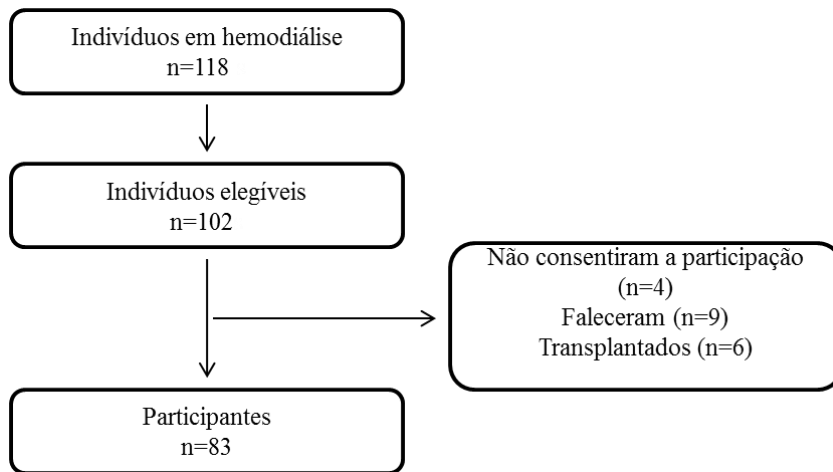 Indivíduos em hemodiálise
n=118
Indivíduos elegíveis
n=102
Não consentiram a participação
(n=4)
Faleceram (n=9)
Transplantados (n=6)
Participantes
n=83